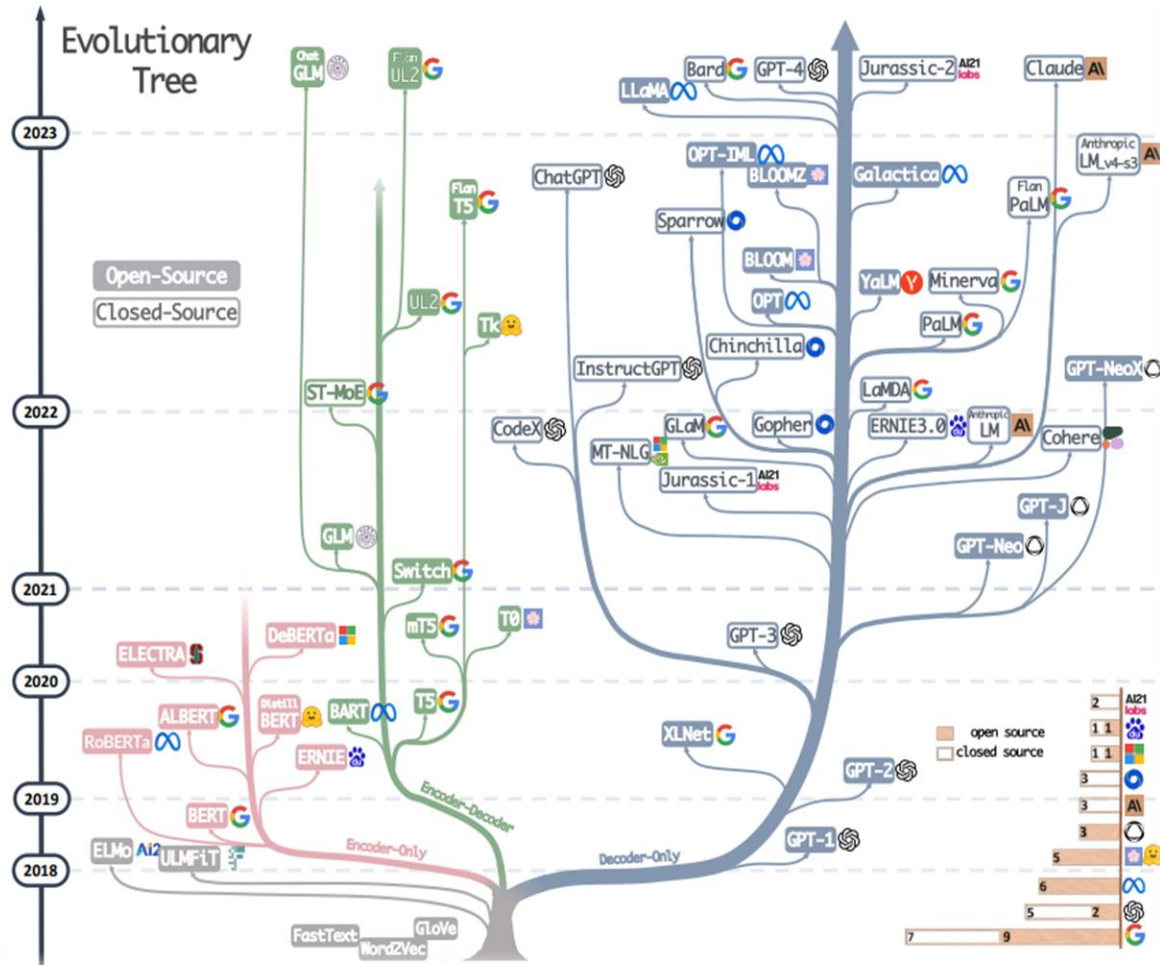 Evolutionary
Tree
Chat
GLM
Flan
UL2
Bard
GPT-4
Jurassic-2
AI21
labs
Claude
A\
LLaMA
2023
OPT-IML
Anthropic
LM_v4-s3
A\
ChatGPT
BLOOMZ
Galactica
Flan
T5
Flan
PaLM
Sparrow
Open-Source
BLOOM
YaLM
Minerva
Closed-Source
UL2
OPT
Tk
PaLM
Chinchilla
InstructGPT
GPT-NeoX
ST-MoE
LaMDA
2022
CodeX
GLaM
Gopher
ERNIE3.0
Anthropic
LM
A\
Cohere
MT-NLG
Jurassic-1
AI21
labs
GPT-J
GLM
GPT-Neo
Switch
2021
mT5
T0
DeBERTa
GPT-3
ELECTRA
2020
T5
2
AI21
labs
ALBERT
Distill
BERT
BART
RoBERTa
XLNet
open source
1 1
closed source
1 1
ERNIE
GPT-2
3
2019
Encoder-Decoder
3
A\
BERT
3
GPT-1
ELMo
Ai2
ULMFiT
Encoder-Only
Decoder-Only
5
2018
6
5 2
FastText
Word2Vec
GloVe
7 9